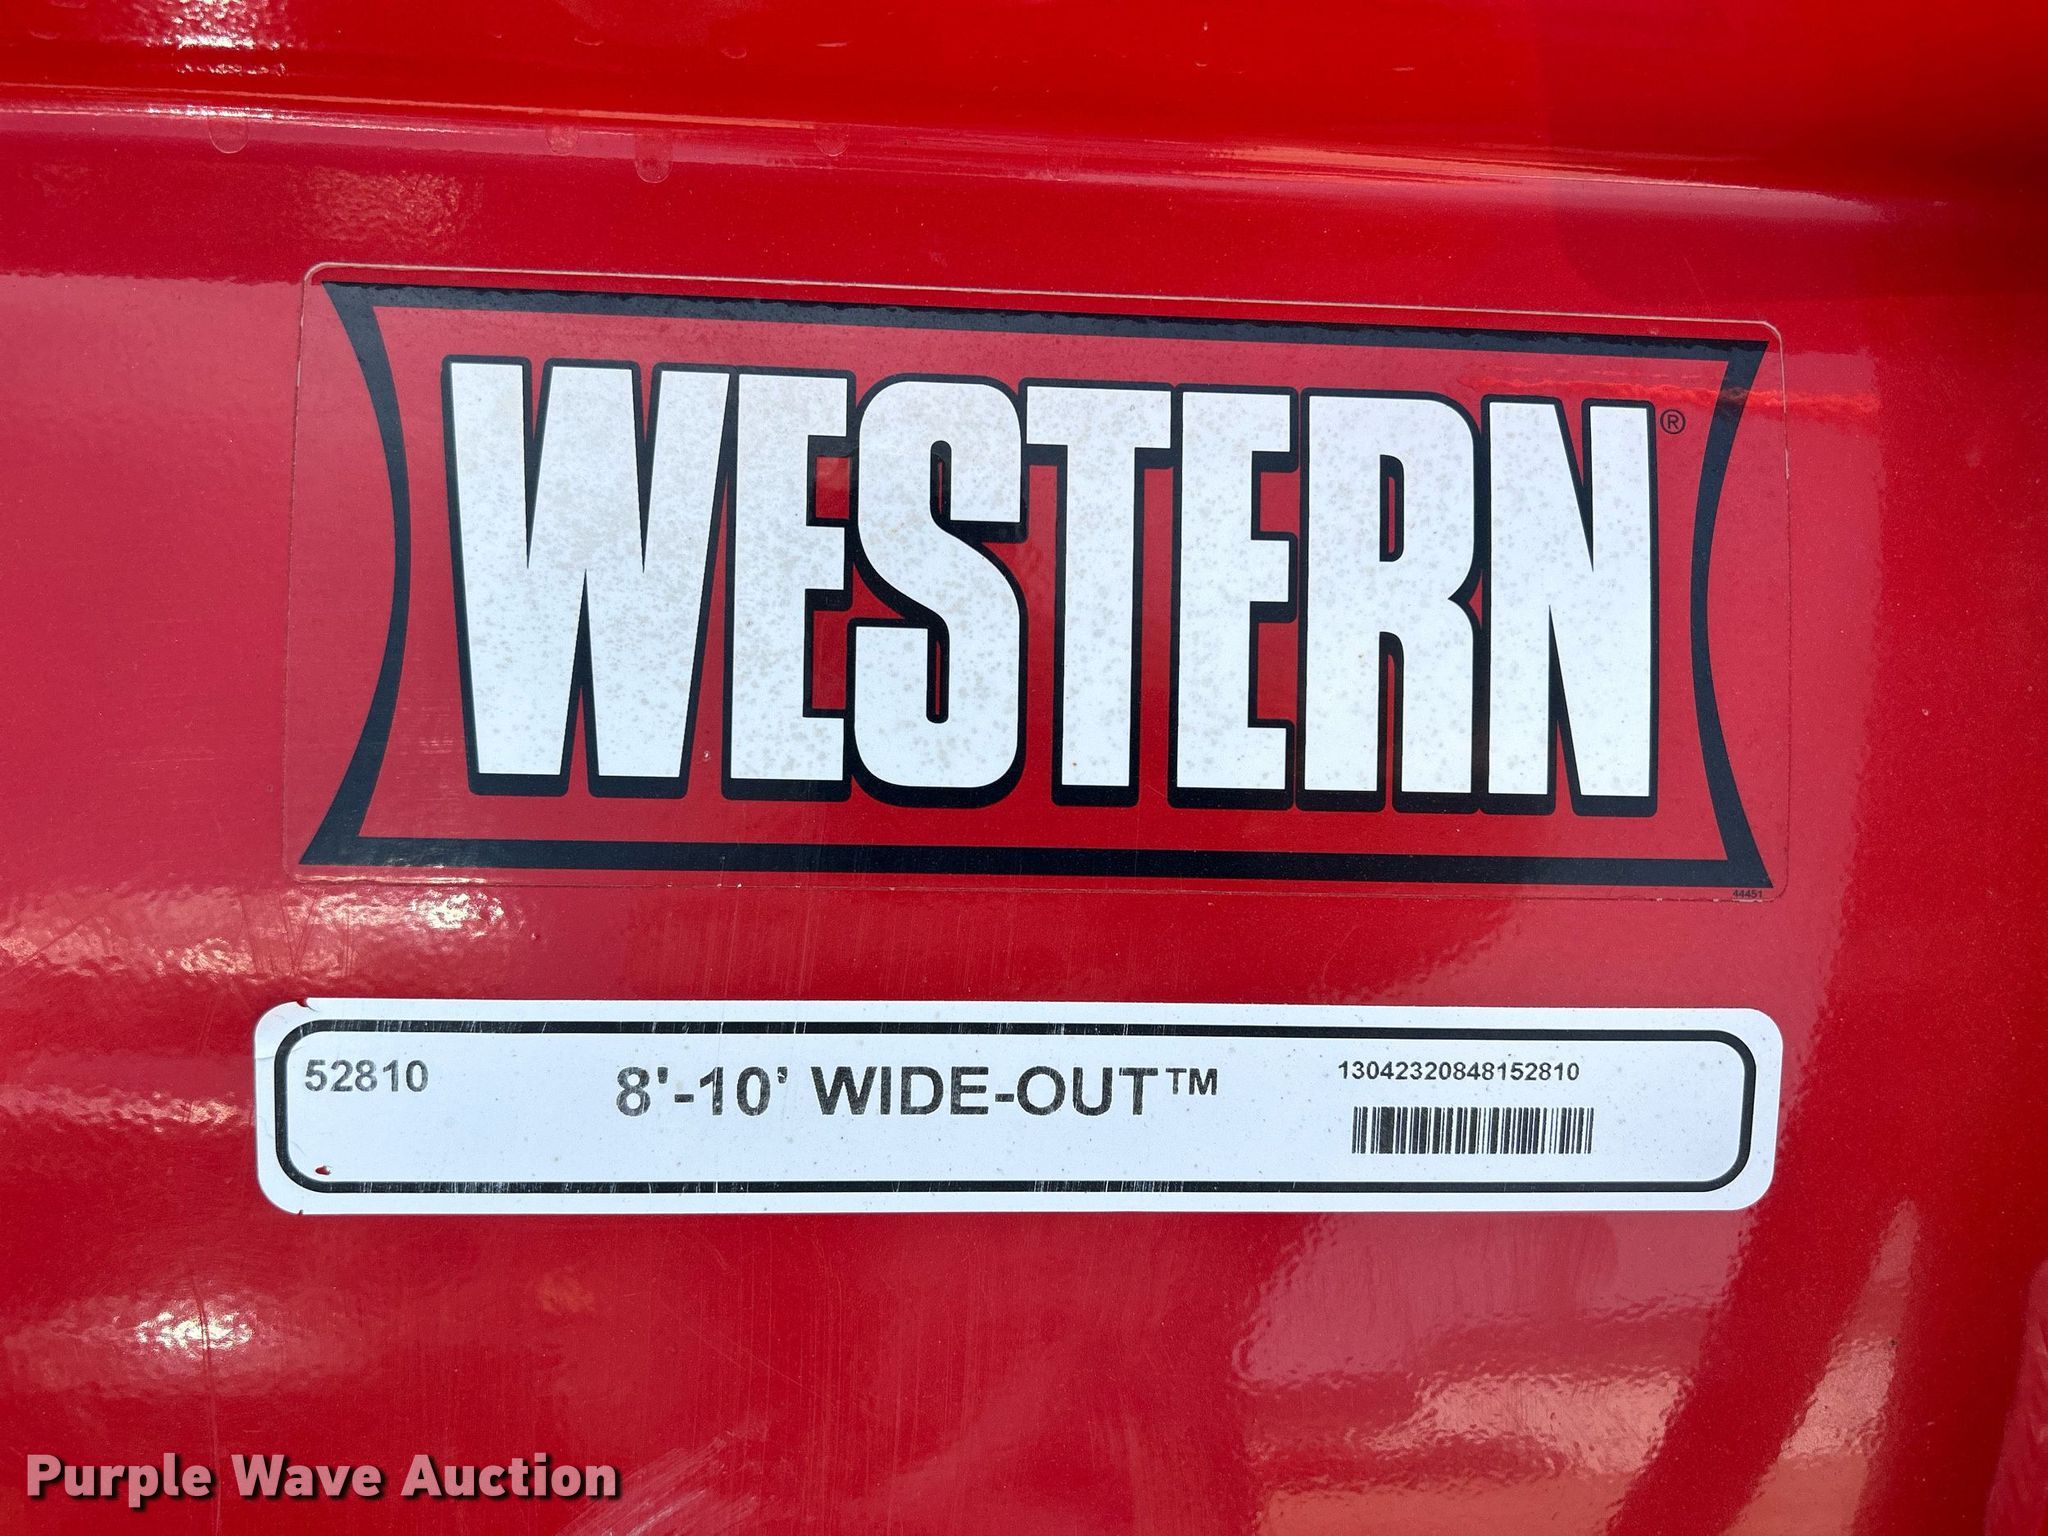 WESTERN®
44451
52810 8'-10' WIDE-OUT™ 13042320848152810
Purple Wave Auction